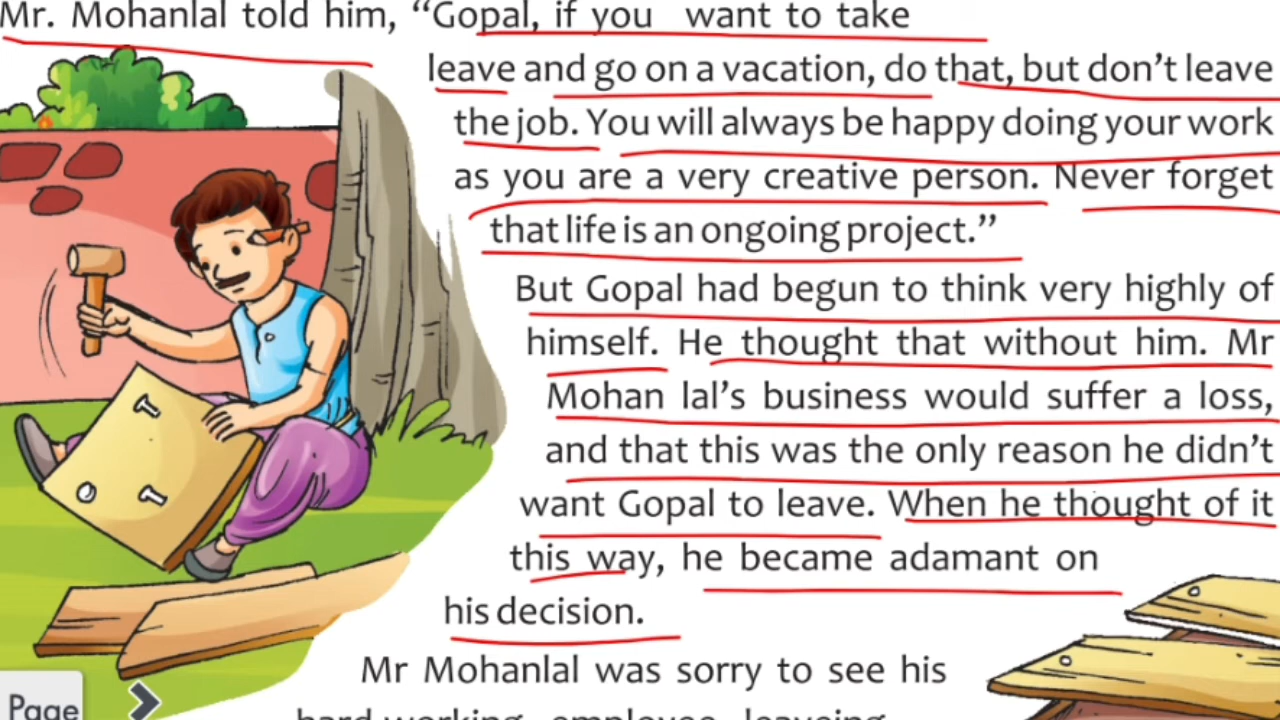 Mr. Mohanlal told him, “Gopal, if you want to take
leave and go on a vacation, do that, but don’t leave
the job. You will always be happy doing your work
as you are a very creative person. Never forget
that life is an ongoing project.”
But Gopal had begun to think very highly of
himself. He thought that without him. Mr
Mohan lal’s business would suffer a loss,
and that this was the only reason he didn’t
want Gopal to leave. When he thought of it
this way, he became adamant on
his decision.
Mr Mohanlal was sorry to see his
hard-working employee leaveing
Page